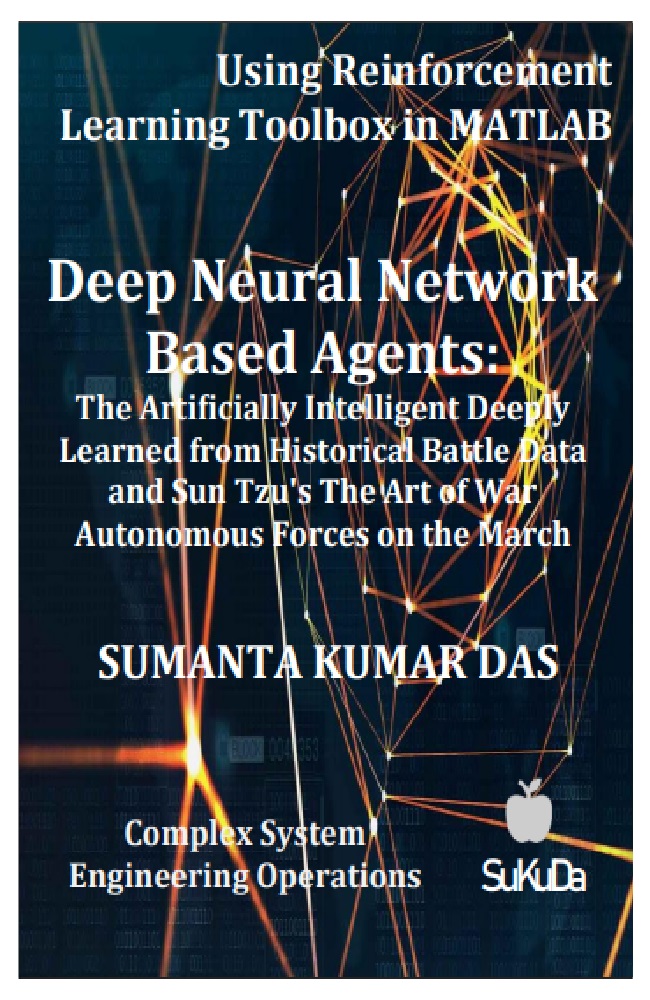 Using Reinforcement
Learning Toolbox in MATLAB
Deep Neural Network
Based Agents:
The Artificially Intelligent Deeply
Learned from Historical Battle Data
and Sun Tzu's The Art of War
Autonomous Forces on the March
SUMANTA KUMAR DAS
BLOCK
Complex System
Engineering Operations
SuKuDa